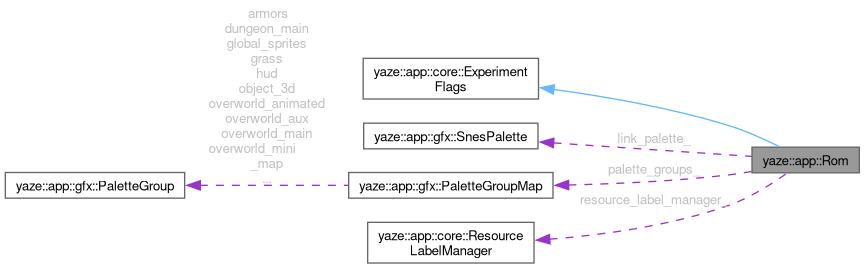 armors
dungeon_main
global_sprites
grass
hud
object_3d
overworld_animated
overworld_aux
overworld_main
overworld_mini
_map
...
yaze::app::gfx::PaletteGroup
yaze::app::core::Experiment
Flags
yaze::app::gfx::SnesPalette
yaze::app::gfx::PaletteGroupMap
yaze::app::core::Resource
LabelManager
link_palette_
palette_groups_
resource_label_manager_
yaze::app::Rom